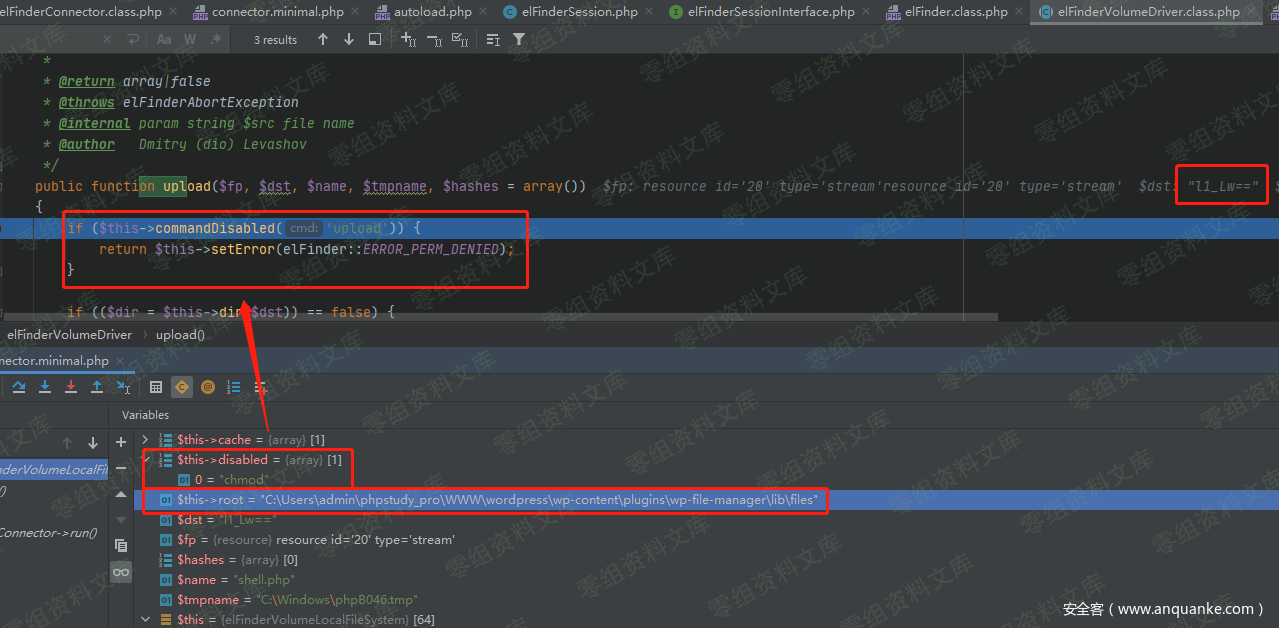 elFinderConnector.class.php × connector.minimal.php × autoload.php × elFinderSession.php × elFinderSessionInterface.php × elFinder.class.php × elFinderVolumeDriver.class.php ×
Aa W .* 3 results
*
* @return array|false
* @throws elFinderAbortException
* @internal param string $src file name
* @author Dmitry (dio) Levashov
*/
public function upload($fp, $dst, $name, $tmpname, $hashes = array()) $fp: resource id='20' type='stream'resource id='20' type='stream' $dst: "l1_Lw=="
{
if ($this->commandDisabled( cmd: 'upload')) {
return $this->setError(elFinder::ERROR_PERM_DENIED);
}
if (($dir = $this->dir($dst)) == false) {
elFinderVolumeDriver › upload()
nector.minimal.php ×
Variables
$this->cache = {array} [1]
$this->disabled = {array} [1]
0 = "chmod"
nderVolumeLocalFil
$this->root = "C:\Users\admin\phpstudy_pro\WWW\wordpress\wp-content\plugins\wp-file-manager\lib\files"
$dst = "l1_Lw=="
Connector->run()
$fp = {resource} resource id='20' type='stream'
$hashes = {array} [0]
$name = "shell.php"
$tmpname = "C:\Windows\phpB046.tmp"
$this = {elFinderVolumeLocalFileSystem} [64]
零组资料文库
安全客（www.anquanke.com）